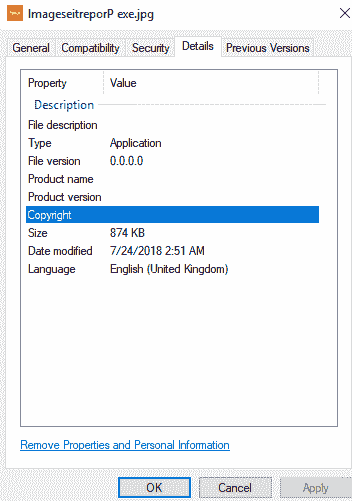 ImageseitreporP exe.jpg
General Compatibility Security Details Previous Versions
Property Value
Description
File description
Type Application
File version 0.0.0.0
Product name
Product version
Copyright
Size 874 KB
Date modified 7/24/2018 2:51 AM
Language English (United Kingdom)
Remove Properties and Personal Information
OK Cancel Apply